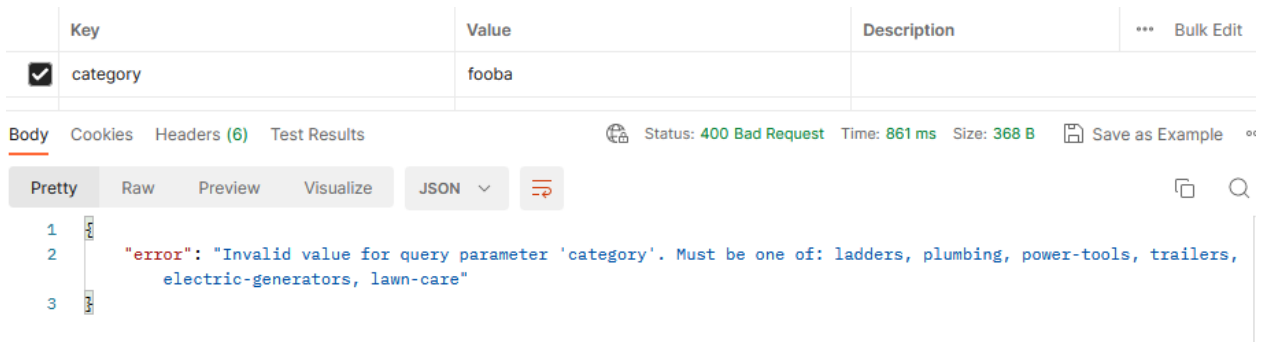 Key Value Description ••• Bulk Edit
category fooba
Body Cookies Headers (6) Test Results Status: 400 Bad Request Time: 861 ms Size: 368 B Save as Example
Pretty Raw Preview Visualize JSON
1 {
2 "error": "Invalid value for query parameter 'category'. Must be one of: ladders, plumbing, power-tools, trailers,
electric-generators, lawn-care"
3 }